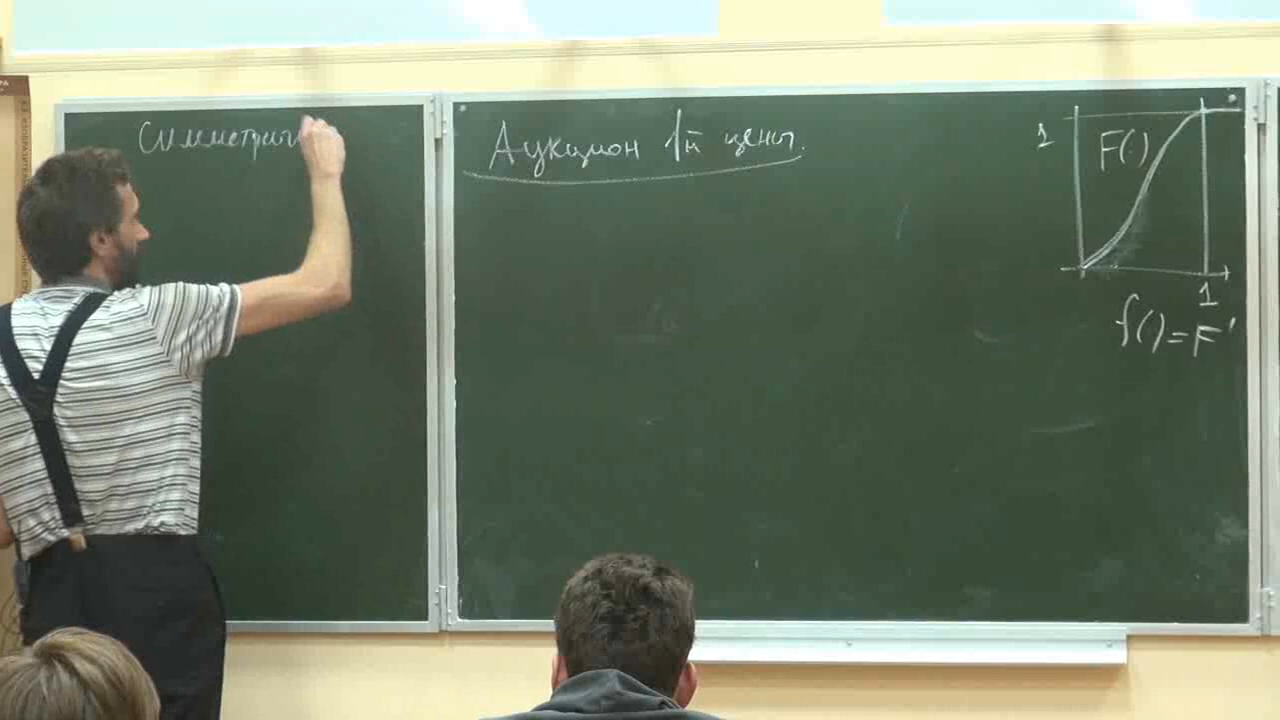 симметрич
Аукцион 1й цены.
1
F(·)
1
f(·)=F'